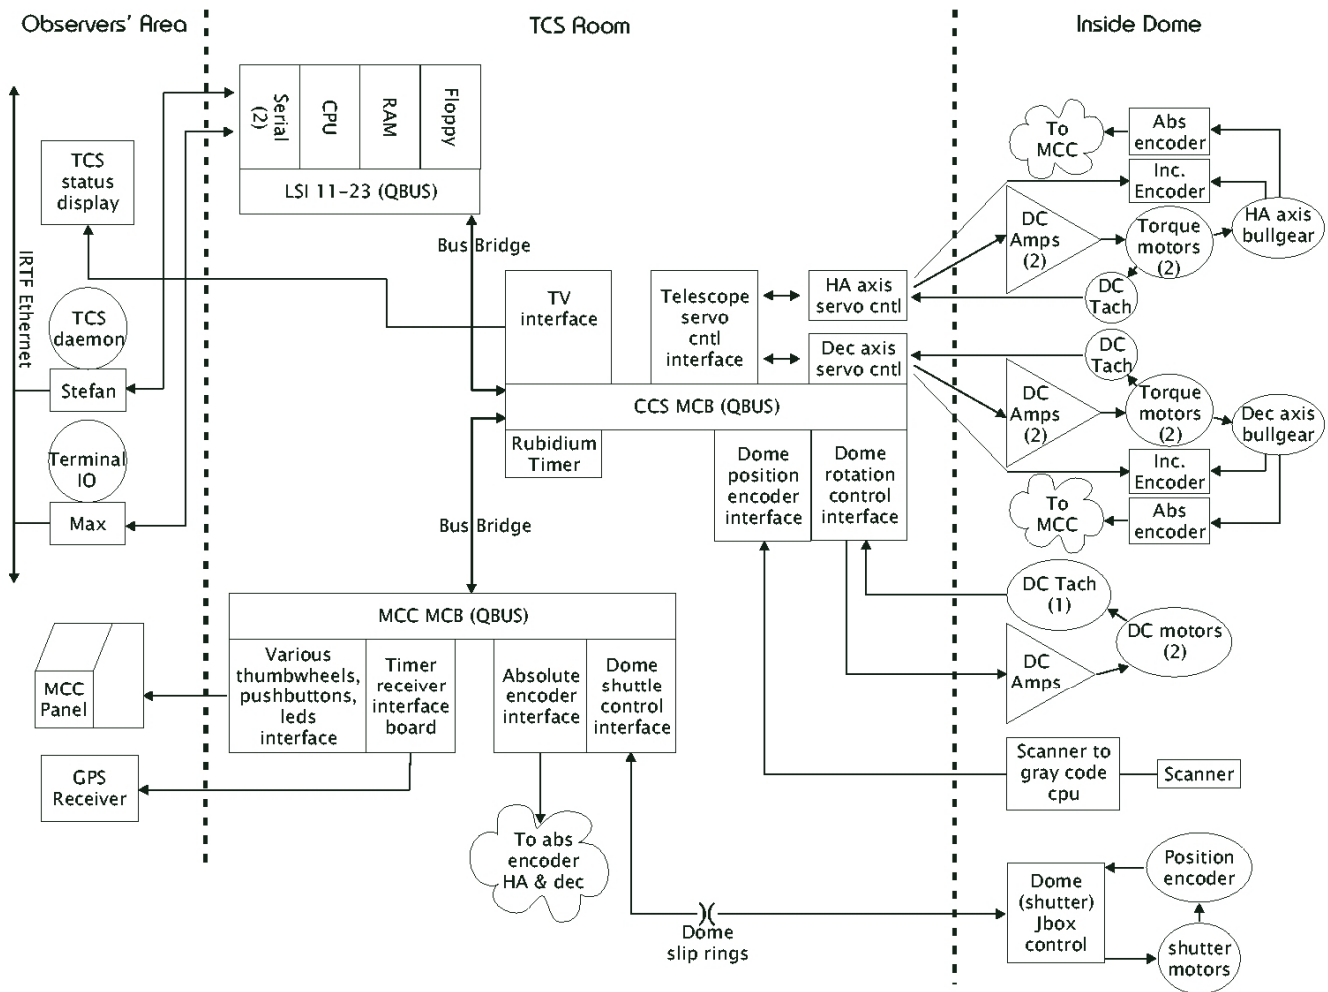 Observers' Area
TCS Room
Inside Dome
IRTF Ethernet
TCS
status
display
TCS
daemon
Stefan
Terminal
IO
Max
MCC
Panel
GPS
Receiver
Serial
(2)
CPU
RAM
Floppy
LSI 11-23 (QBUS)
Bus Bridge
TV
interface
Telescope
servo
cntl
interface
HA axis
servo cntl
Dec axis
servo cntl
CCS MCB (QBUS)
Rubidium
Timer
Dome
position
encoder
interface
Dome
rotation
control
interface
Bus Bridge
MCC MCB (QBUS)
Various
thumbwheels,
pushbuttons,
leds
interface
Timer
receiver
interface
board
Absolute
encoder
interface
Dome
shuttle
control
interface
To abs
encoder
HA & dec
Dome
slip rings
To
MCC
Abs
encoder
Inc.
Encoder
DC
Amps
(2)
Torque
motors
(2)
HA axis
bullgear
DC
Tach
DC
Tach
DC
Amps
(2)
Torque
motors
(2)
Dec axis
bullgear
Inc.
Encoder
To
MCC
Abs
encoder
DC Tach
(1)
DC motors
(2)
DC
Amps
Scanner to
gray code
cpu
Scanner
Position
encoder
Dome
(shutter)
Jbox
control
shutter
motors